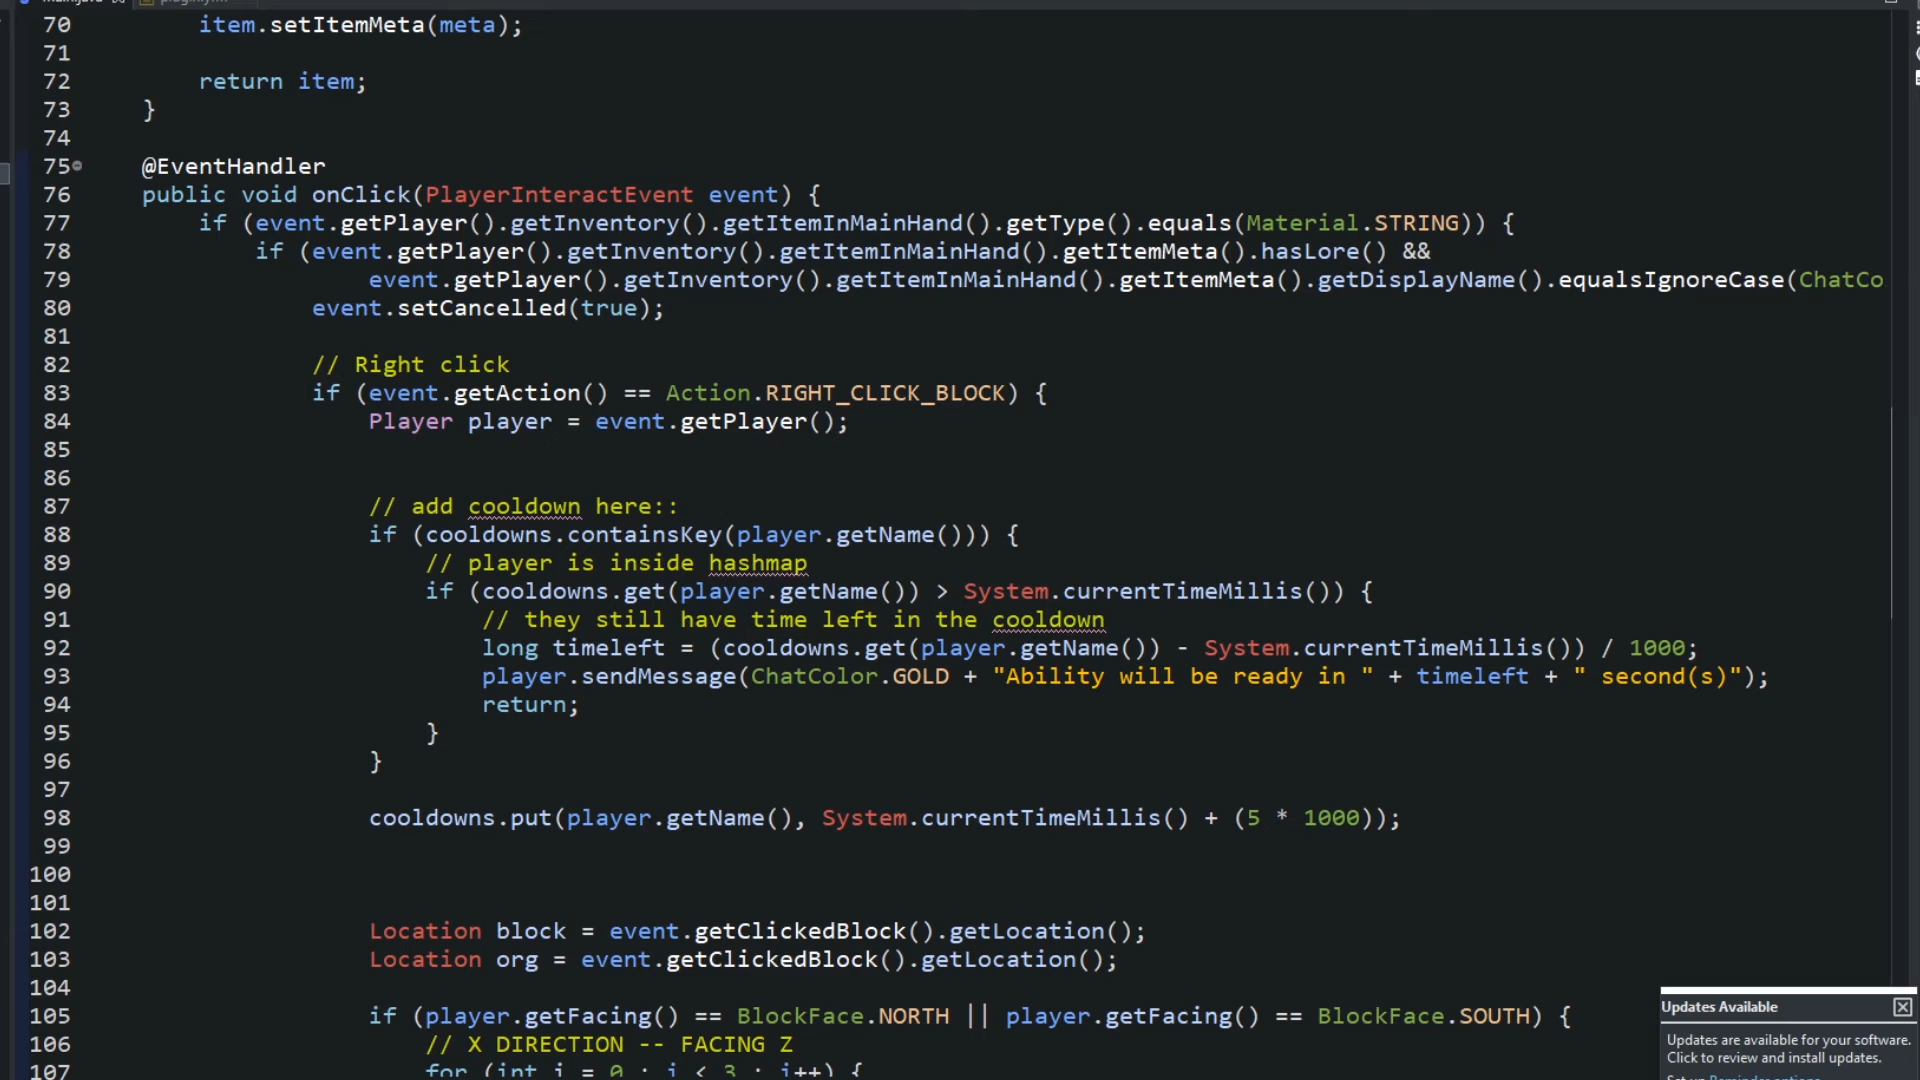 70 item.setItemMeta(meta);
71
72 return item;
73 }
74
75 @EventHandler
76 public void onClick(PlayerInteractEvent event) {
77 if (event.getPlayer().getInventory().getItemInMainHand().getType().equals(Material.STRING)) {
78 if (event.getPlayer().getInventory().getItemInMainHand().getItemMeta().hasLore() &&
79 event.getPlayer().getInventory().getItemInMainHand().getItemMeta().getDisplayName().equalsIgnoreCase(ChatCo
80 event.setCancelled(true);
81
82 // Right click
83 if (event.getAction() == Action.RIGHT_CLICK_BLOCK) {
84 Player player = event.getPlayer();
85
86
87 // add cooldown here::
88 if (cooldowns.containsKey(player.getName())) {
89 // player is inside hashmap
90 if (cooldowns.get(player.getName()) > System.currentTimeMillis()) {
91 // they still have time left in the cooldown
92 long timeleft = (cooldowns.get(player.getName()) - System.currentTimeMillis()) / 1000;
93 player.sendMessage(ChatColor.GOLD + "Ability will be ready in " + timeleft + " second(s)");
94 return;
95 }
96 }
97
98 cooldowns.put(player.getName(), System.currentTimeMillis() + (5 * 1000));
99
100
101
102 Location block = event.getClickedBlock().getLocation();
103 Location org = event.getClickedBlock().getLocation();
104
105 if (player.getFacing() == BlockFace.NORTH || player.getFacing() == BlockFace.SOUTH) {
106 // X DIRECTION -- FACING Z
107 for (int i = 0 ; i < 3 ; i++) {
Updates Available
Updates are available for your software.
Click to review and install updates.